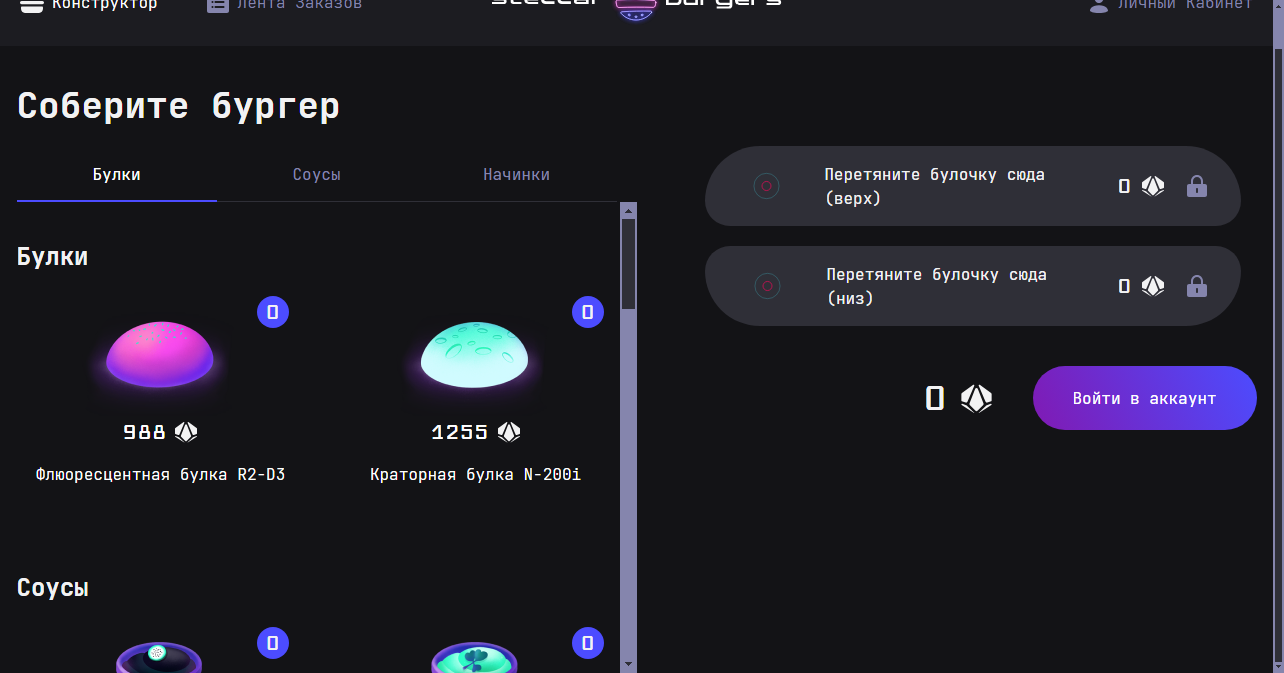 Конструктор
Лента Заказов
Stellar Burgers
Личный Кабинет
Соберите бургер
Булки
Соусы
Начинки
Булки
0
0
988
1255
Флюоресцентная булка R2-D3
Краторная булка N-200i
Соусы
0
0
Перетяните булочку сюда
(верх)
0
Перетяните булочку сюда
(низ)
0
0
Войти в аккаунт